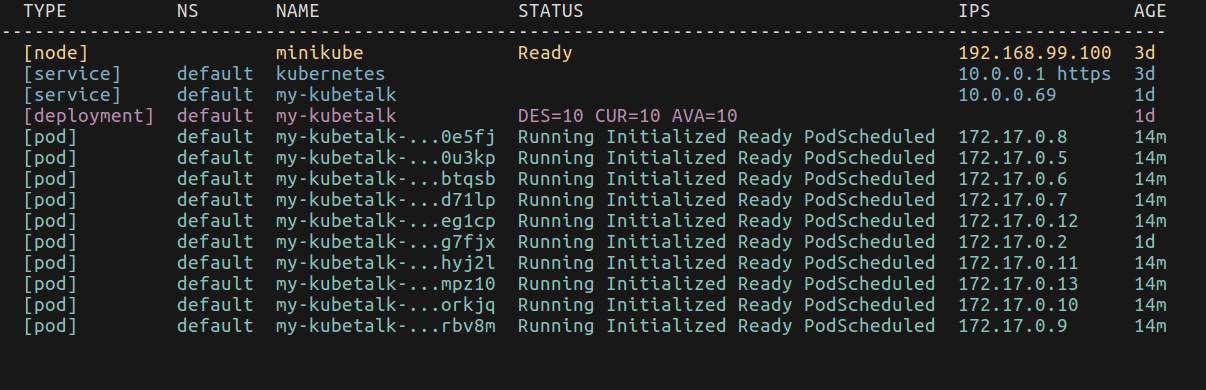 TYPE NS NAME STATUS IPS AGE
----------------------------------------------------------------------------------------------------------
[node] minikube Ready 192.168.99.100 3d
[service] default kubernetes 10.0.0.1 https 3d
[service] default my-kubetalk 10.0.0.69 1d
[deployment] default my-kubetalk DES=10 CUR=10 AVA=10 1d
[pod] default my-kubetalk-...0e5fj Running Initialized Ready PodScheduled 172.17.0.8 14m
[pod] default my-kubetalk-...0u3kp Running Initialized Ready PodScheduled 172.17.0.5 14m
[pod] default my-kubetalk-...btqsb Running Initialized Ready PodScheduled 172.17.0.6 14m
[pod] default my-kubetalk-...d71lp Running Initialized Ready PodScheduled 172.17.0.7 14m
[pod] default my-kubetalk-...eg1cp Running Initialized Ready PodScheduled 172.17.0.12 14m
[pod] default my-kubetalk-...g7fjx Running Initialized Ready PodScheduled 172.17.0.2 1d
[pod] default my-kubetalk-...hyj2l Running Initialized Ready PodScheduled 172.17.0.11 14m
[pod] default my-kubetalk-...mpz10 Running Initialized Ready PodScheduled 172.17.0.13 14m
[pod] default my-kubetalk-...orkjq Running Initialized Ready PodScheduled 172.17.0.10 14m
[pod] default my-kubetalk-...rbv8m Running Initialized Ready PodScheduled 172.17.0.9 14m